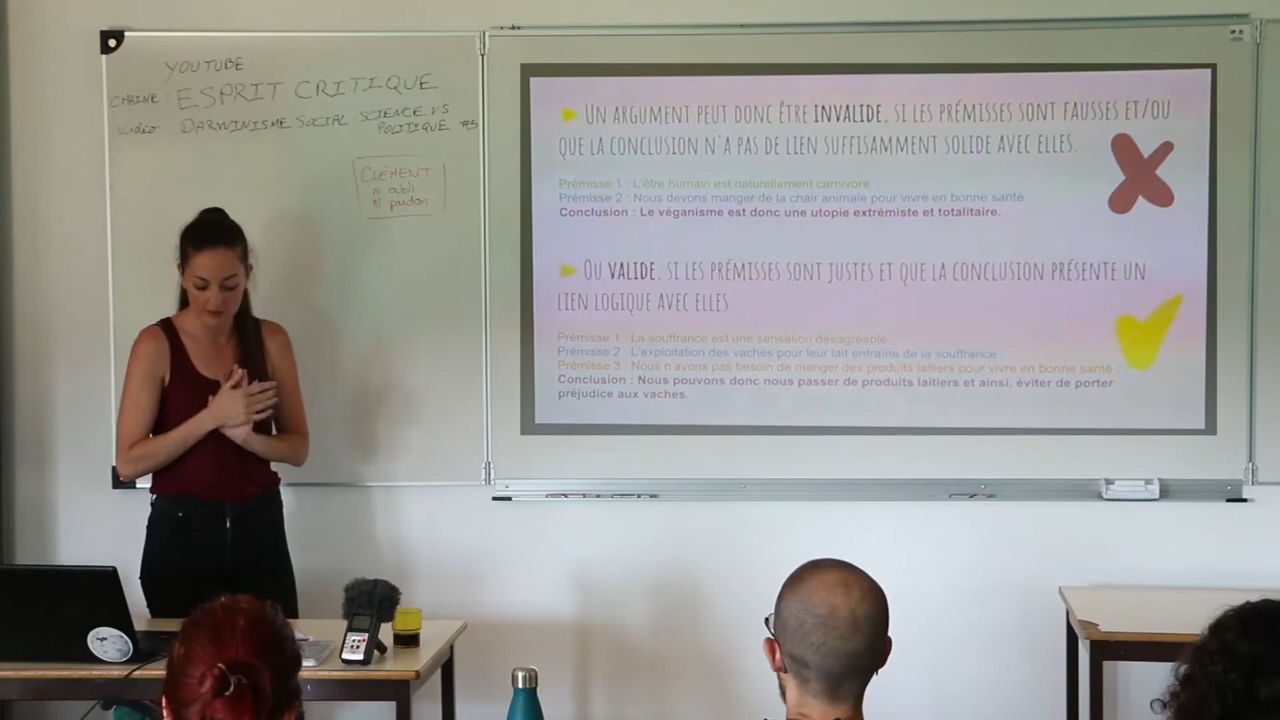 YOUTUBE
CHAINE : ESPRIT CRITIQUE
Vidéo : DARWINISME SOCIAL : SCIENCE VS
POLITIQUE #5
CLÉMENT
N oubli
N pardon
► UN ARGUMENT PEUT DONC ÊTRE INVALIDE, SI LES PRÉMISSES SONT FAUSSES ET/OU
QUE LA CONCLUSION N'A PAS DE LIEN SUFFISAMMENT SOLIDE AVEC ELLES.
Prémisse 1 : L'être humain est naturellement carnivore
Prémisse 2 : Nous devons manger de la chair animale pour vivre en bonne santé
Conclusion : Le véganisme est donc une utopie extrémiste et totalitaire.
► OU VALIDE, SI LES PRÉMISSES SONT JUSTES ET QUE LA CONCLUSION PRÉSENTE UN
LIEN LOGIQUE AVEC ELLES.
Prémisse 1 : La souffrance est une sensation désagréable ;
Prémisse 2 : L'exploitation des vaches pour leur lait entraîne de la souffrance ;
Prémisse 3 : Nous n'avons pas besoin de manger des produits laitiers pour vivre en bonne santé ;
Conclusion : Nous pouvons donc nous passer de produits laitiers et ainsi, éviter de porter
préjudice aux vaches.